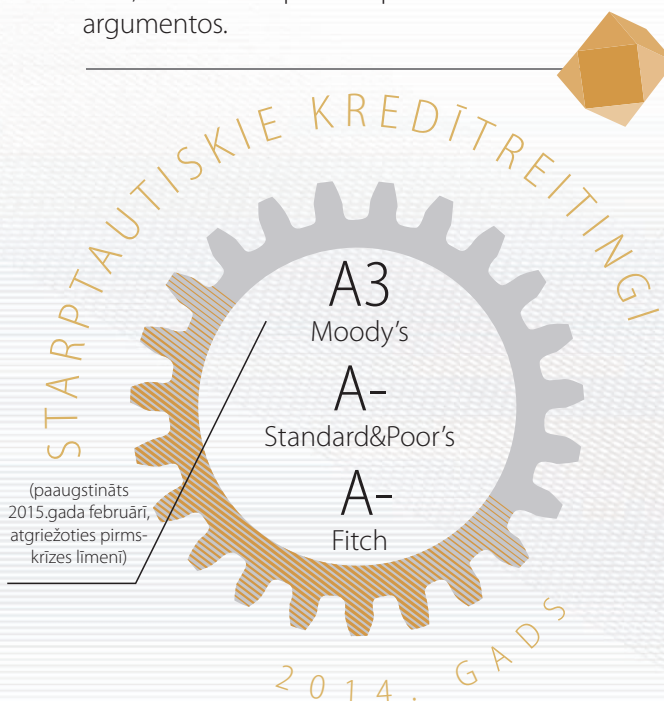 argumentos.
STARPTAUTISKIE KREDĪTREITINGI
A3
Moody's
A-
Standard&Poor's
A-
Fitch
(paaugstināts
2015.gada februārī,
atgriežoties pirms-
krīzes līmenī)
2014. GADS